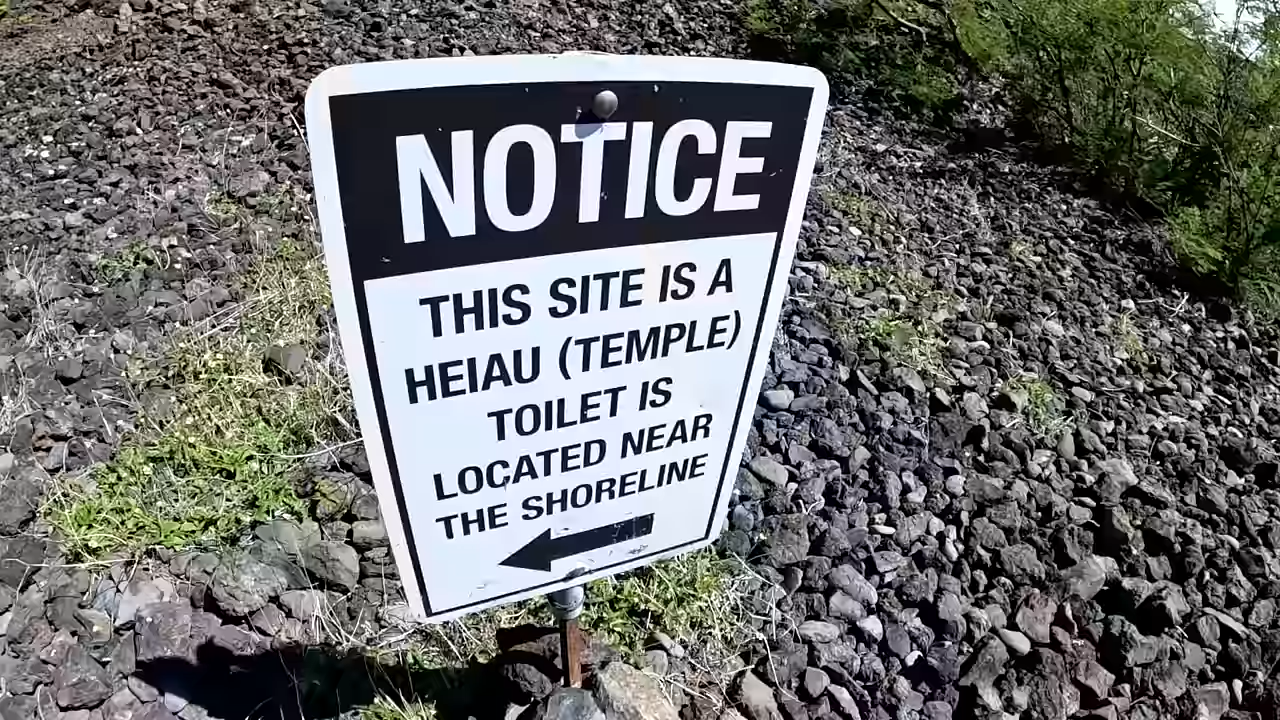 NOTICE
THIS SITE IS A
HEIAU (TEMPLE)
TOILET IS
LOCATED NEAR
THE SHORELINE